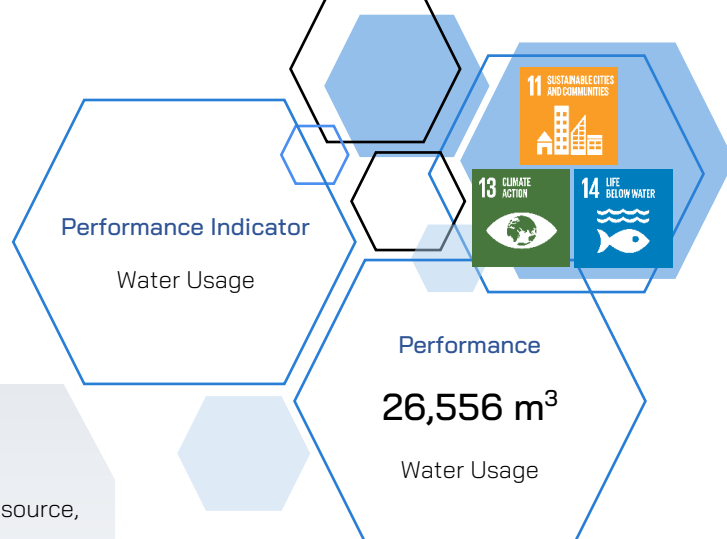 11 SUSTAINABLE CITIES
AND COMMUNITIES
13 CLIMATE
ACTION
14 LIFE
BELOW WATER
Performance Indicator
Water Usage
Performance
26,556 m³
Water Usage
source,